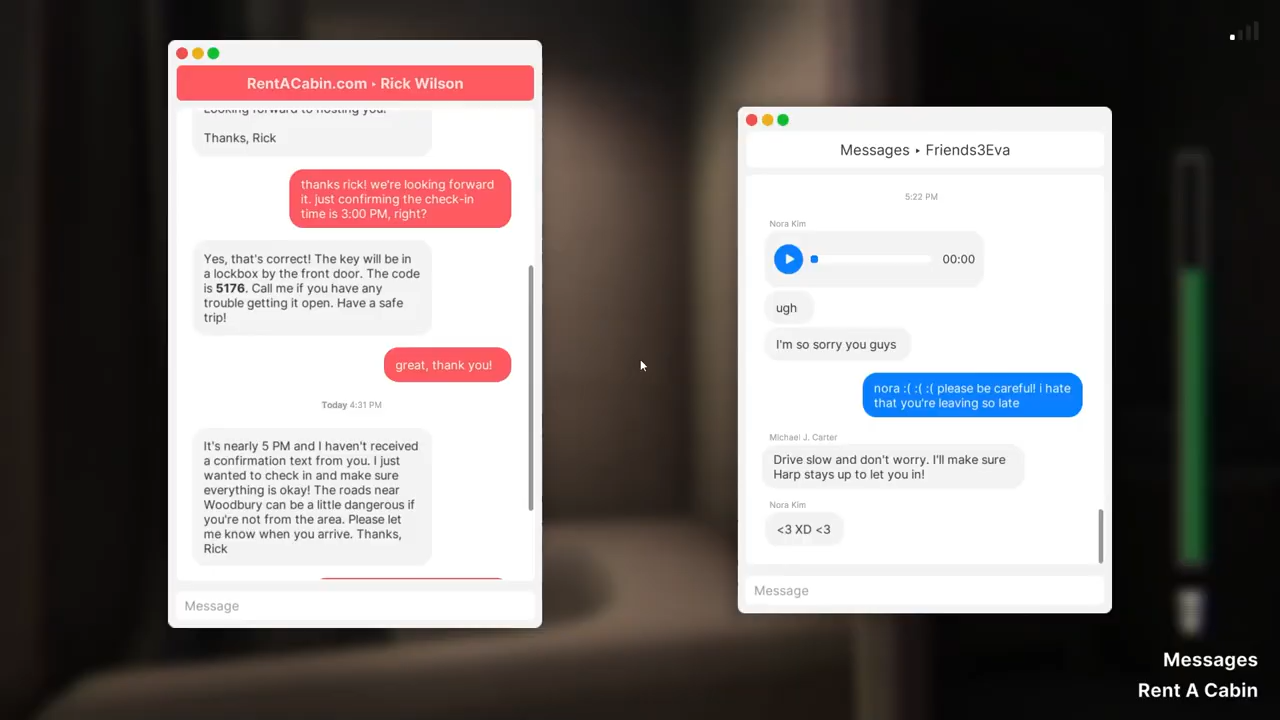 RentACabin.com ‣ Rick Wilson
Looking forward to hosting you!
Thanks, Rick
thanks rick! we're looking forward
it. just confirming the check-in
time is 3:00 PM, right?
Yes, that's correct! The key will be in
a lockbox by the front door. The code
is 5176. Call me if you have any
trouble getting it open. Have a safe
trip!
great, thank you!
Today 4:31 PM
It's nearly 5 PM and I haven't received
a confirmation text from you. I just
wanted to check in and make sure
everything is okay! The roads near
Woodbury can be a little dangerous if
you're not from the area. Please let
me know when you arrive. Thanks,
Rick
Message
Messages ‣ Friends3Eva
5:22 PM
Nora Kim
00:00
ugh
I'm so sorry you guys
nora :( :( :( please be careful! i hate
that you're leaving so late
Michael J. Carter
Drive slow and don't worry. I'll make sure
Harp stays up to let you in!
Nora Kim
<3 XD <3
Message
Messages
Rent A Cabin